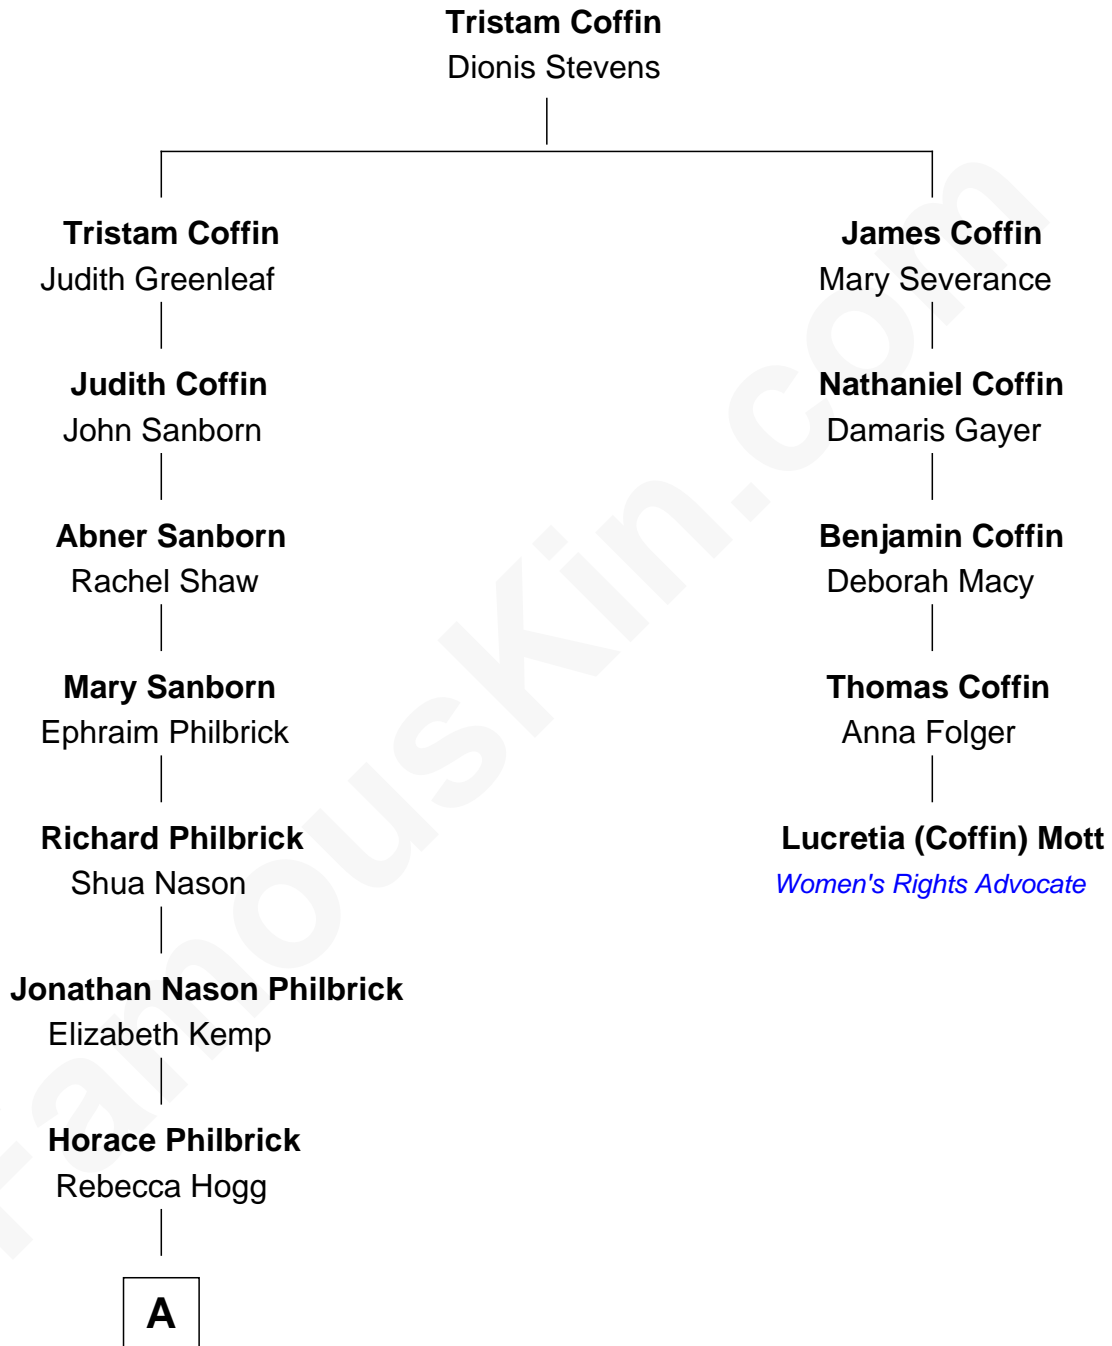 Tristam Coffin
Dionis Stevens
Tristam Coffin
Judith Greenleaf
James Coffin
Mary Severance
Judith Coffin
John Sanborn
Nathaniel Coffin
Damaris Gayer
Abner Sanborn
Rachel Shaw
Benjamin Coffin
Deborah Macy
Mary Sanborn
Ephraim Philbrick
Thomas Coffin
Anna Folger
Richard Philbrick
Shua Nason
Lucretia (Coffin) Mott
Women's Rights Advocate
Jonathan Nason Philbrick
Elizabeth Kemp
Horace Philbrick
Rebecca Hogg
A
FamousKin.com